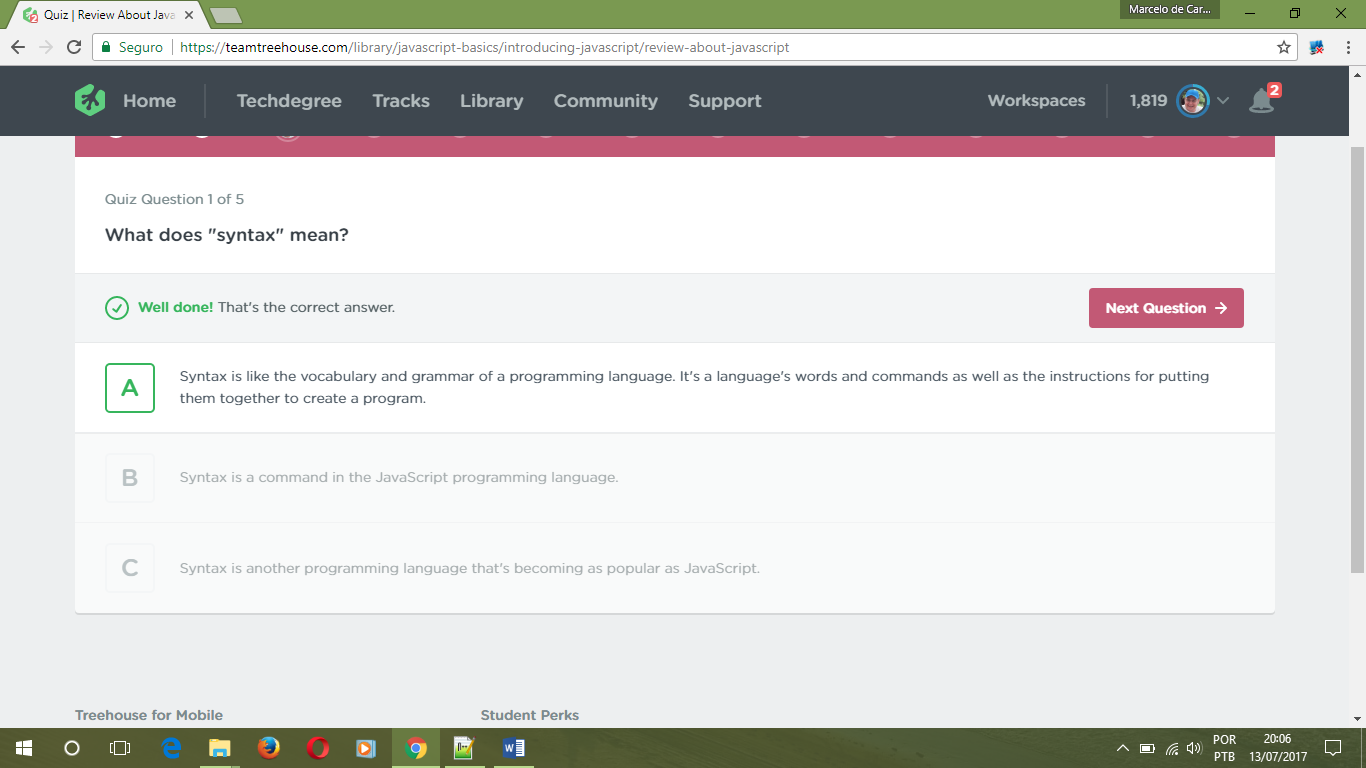 Marcelo de Car...
Quiz | Review About Java
Seguro | https://teamtreehouse.com/library/javascript-basics/introducing-javascript/review-about-javascript
Home Techdegree Tracks Library Community Support Workspaces 1,819 2
Quiz Question 1 of 5
What does "syntax" mean?
Well done! That's the correct answer.
Next Question →
A Syntax is like the vocabulary and grammar of a programming language. It's a language's words and commands as well as the instructions for putting
them together to create a program.
B Syntax is a command in the JavaScript programming language.
C Syntax is another programming language that's becoming as popular as JavaScript.
Treehouse for Mobile Student Perks
POR 20:06
PTB 13/07/2017